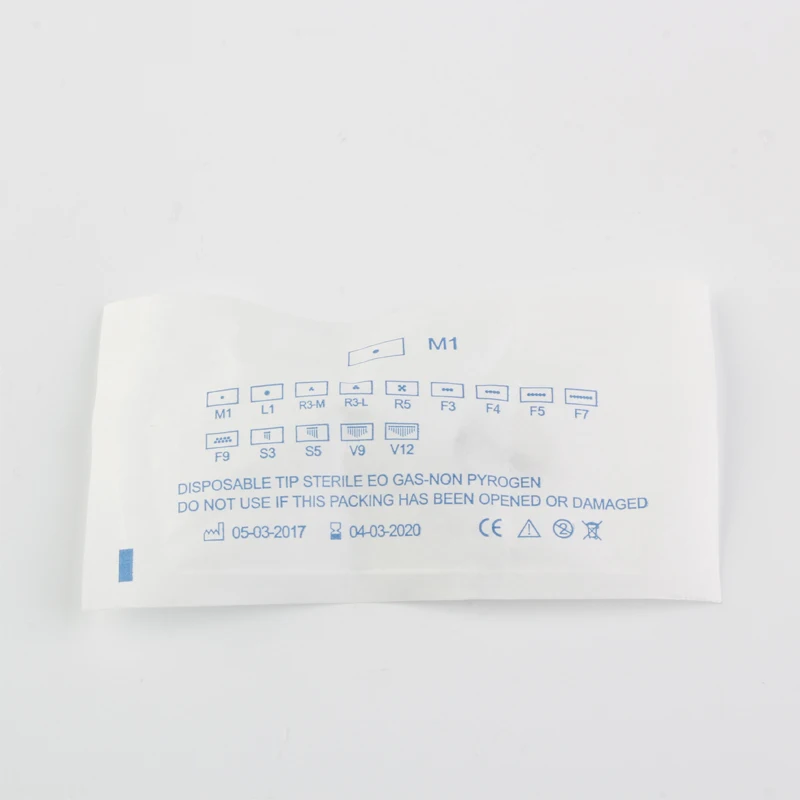 M1
M1 L1 R3-M R3-L R5 F3 F4 F5 F7
F9 S3 S5 V9 V12
DISPOSABLE TIP STERILE EO GAS-NON PYROGEN
DO NOT USE IF THIS PACKING HAS BEEN OPENED OR DAMAGED
05-03-2017 04-03-2020 CE